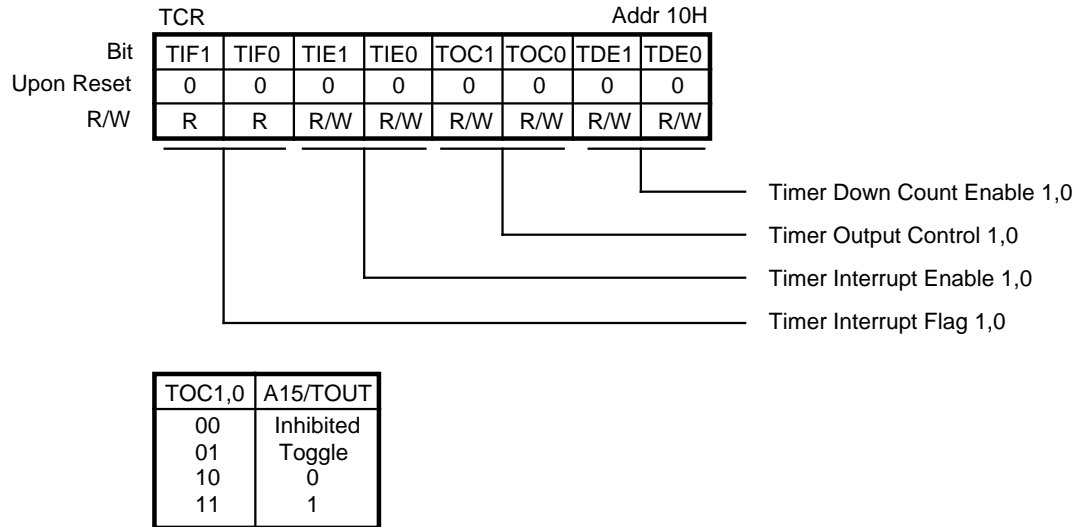 TCR Addr 10H
Bit TIF1 TIF0 TIE1 TIE0 TOC1 TOC0 TDE1 TDE0
Upon Reset 0 0 0 0 0 0 0 0
R/W R R R/W R/W R/W R/W R/W R/W
Timer Down Count Enable 1,0
Timer Output Control 1,0
Timer Interrupt Enable 1,0
Timer Interrupt Flag 1,0
TOC1,0 A15/TOUT
00 Inhibited
01 Toggle
10 0
11 1